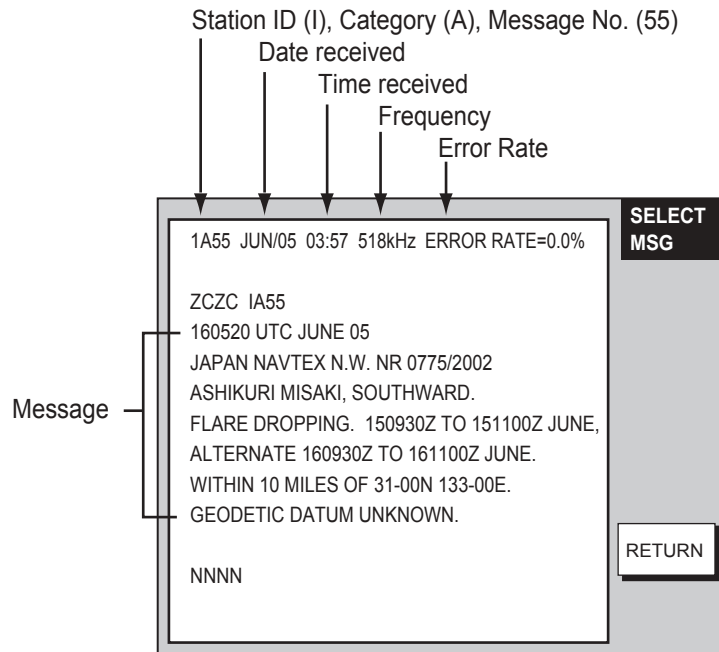 Station ID (I), Category (A), Message No. (55)
Date received
Time received
Frequency
Error Rate
SELECT
MSG
1A55 JUN/05 03:57 518kHz ERROR RATE=0.0%
ZCZC IA55
160520 UTC JUNE 05
JAPAN NAVTEX N.W. NR 0775/2002
ASHIKURI MISAKI, SOUTHWARD.
FLARE DROPPING. 150930Z TO 151100Z JUNE,
ALTERNATE 160930Z TO 161100Z JUNE.
WITHIN 10 MILES OF 31-00N 133-00E.
GEODETIC DATUM UNKNOWN.
NNNN
Message
RETURN